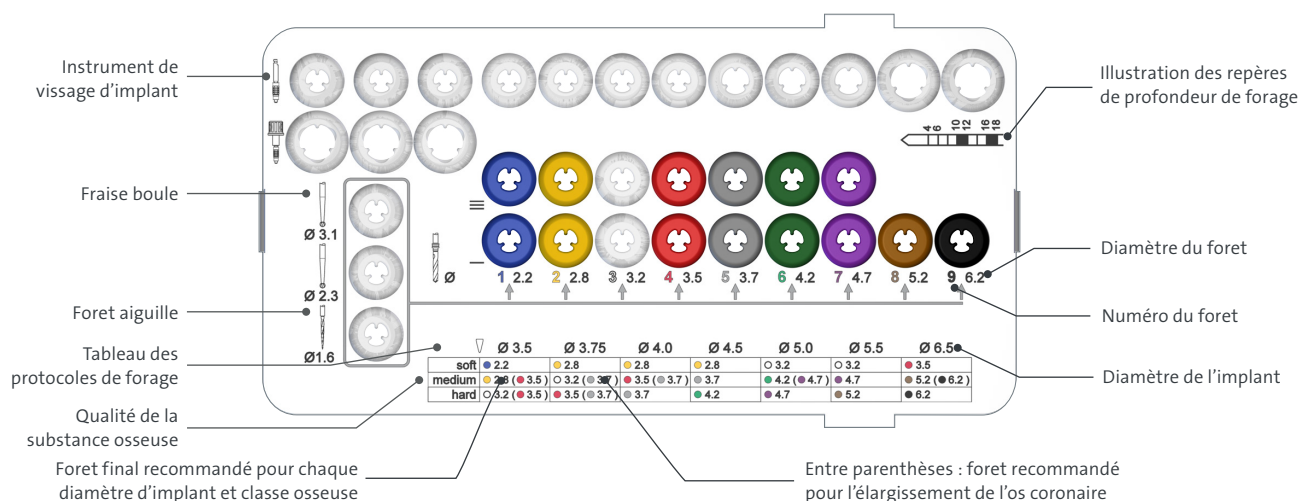 Instrument de
vissage d'implant
Illustration des repères
de profondeur de forage
4 6 10 12 16 18
Fraise boule
Ø 3.1
Ø 2.3
Foret aiguille
Ø1.6
Ø
1 2.2 2 2.8 3 3.2 4 3.5 5 3.7 6 4.2 7 4.7 8 5.2 9 6.2
Diamètre du foret
Numéro du foret
Tableau des
protocoles de forage
Ø 3.5 Ø 3.75 Ø 4.0 Ø 4.5 Ø 5.0 Ø 5.5 Ø 6.5
soft 2.2 2.8 2.8 2.8 3.2 3.2 3.5
medium 2.8 ( 3.5 ) 3.2 ( 3.7 ) 3.5 ( 3.7 ) 3.7 4.2 ( 4.7 ) 4.7 5.2 ( 6.2 )
hard 3.2 ( 3.5 ) 3.5 ( 3.7 ) 3.7 4.2 4.7 5.2 6.2
Diamètre de l'implant
Qualité de la
substance osseuse
Foret final recommandé pour chaque
diamètre d'implant et classe osseuse
Entre parenthèses : foret recommandé
pour l'élargissement de l'os coronaire